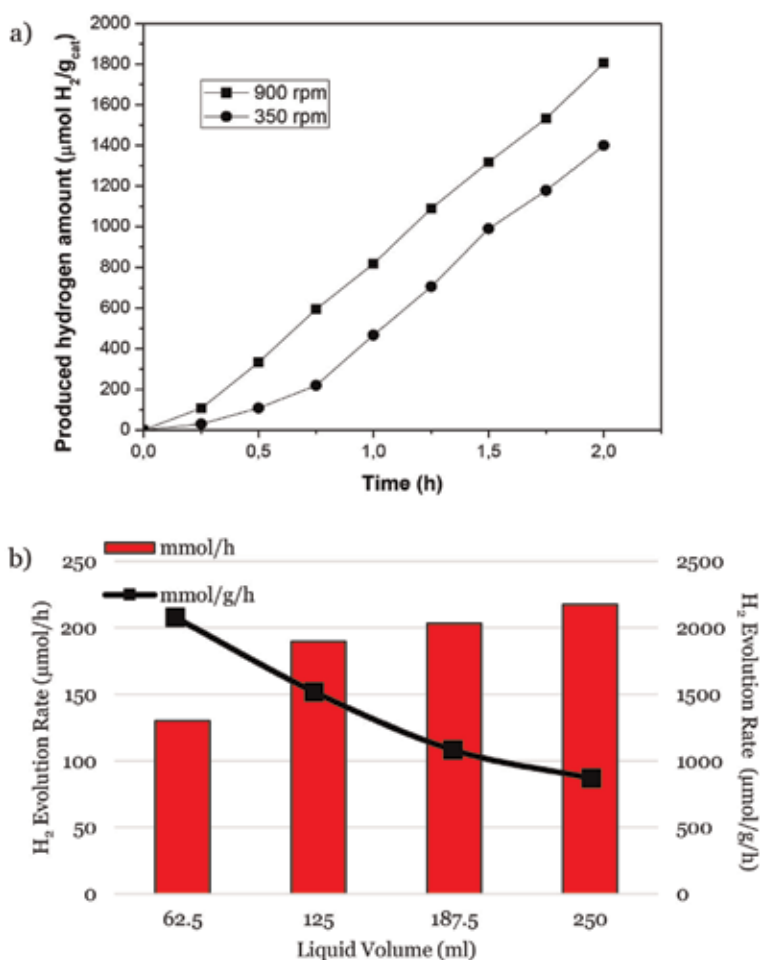 a)
Produced hydrogen amount (μmol H₂/g_cat)
2000
1800
1600
1400
1200
1000
800
600
400
200
0
900 rpm
350 rpm
0,0 0,5 1,0 1,5 2,0
Time (h)
b)
mmol/h
mmol/g/h
H₂ Evolution Rate (μmol/h)
250
200
150
100
50
0
2500
2000
1500
1000
500
0
H₂ Evolution Rate (μmol/g/h)
62.5 125 187.5 250
Liquid Volume (ml)